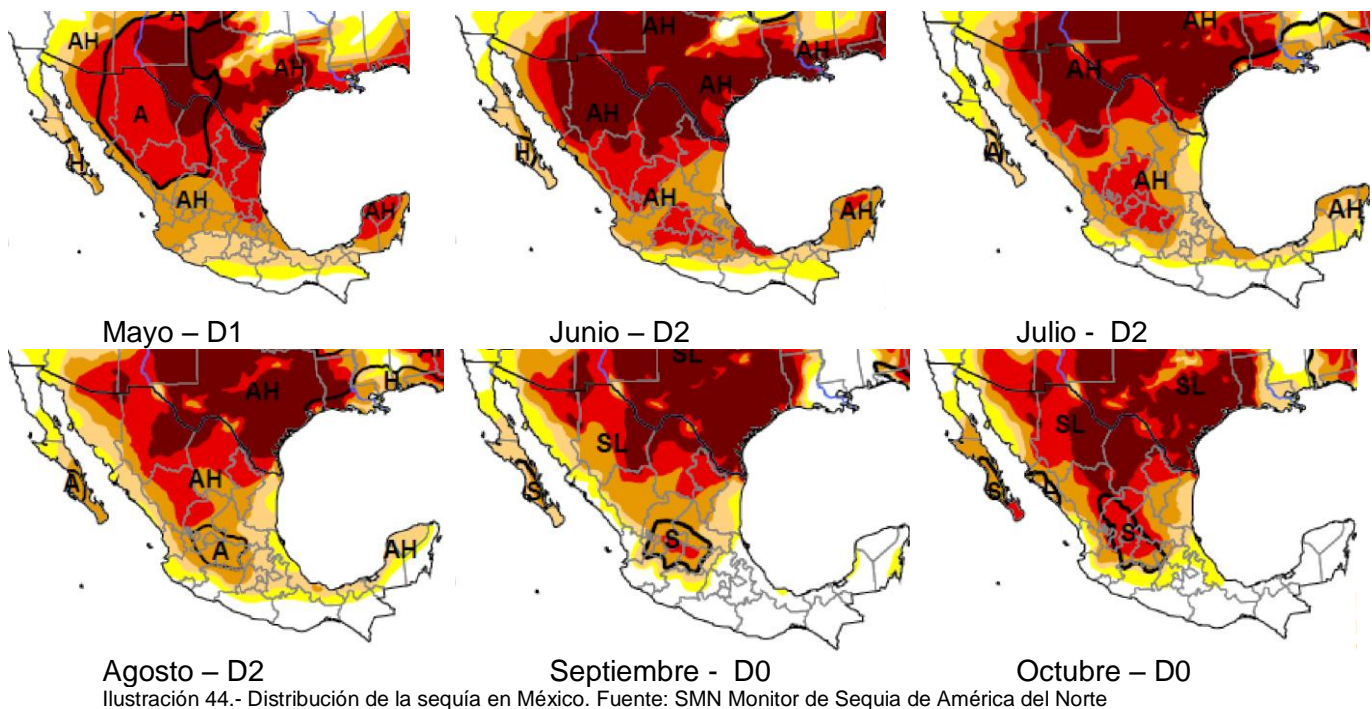 A
AH
AH
A
AH
H
AH
AH
AH
AH
AH
H
AH
AH
AH
AH
A
AH
AH
Mayo – D1
Junio – D2
Julio - D2
AH
H
A
AH
A
AH
SL
SL
S
S
SL
SL
S
L
S
Agosto – D2
Septiembre - D0
Octubre – D0
Ilustración 44.- Distribución de la sequía en México. Fuente: SMN Monitor de Sequia de América del Norte